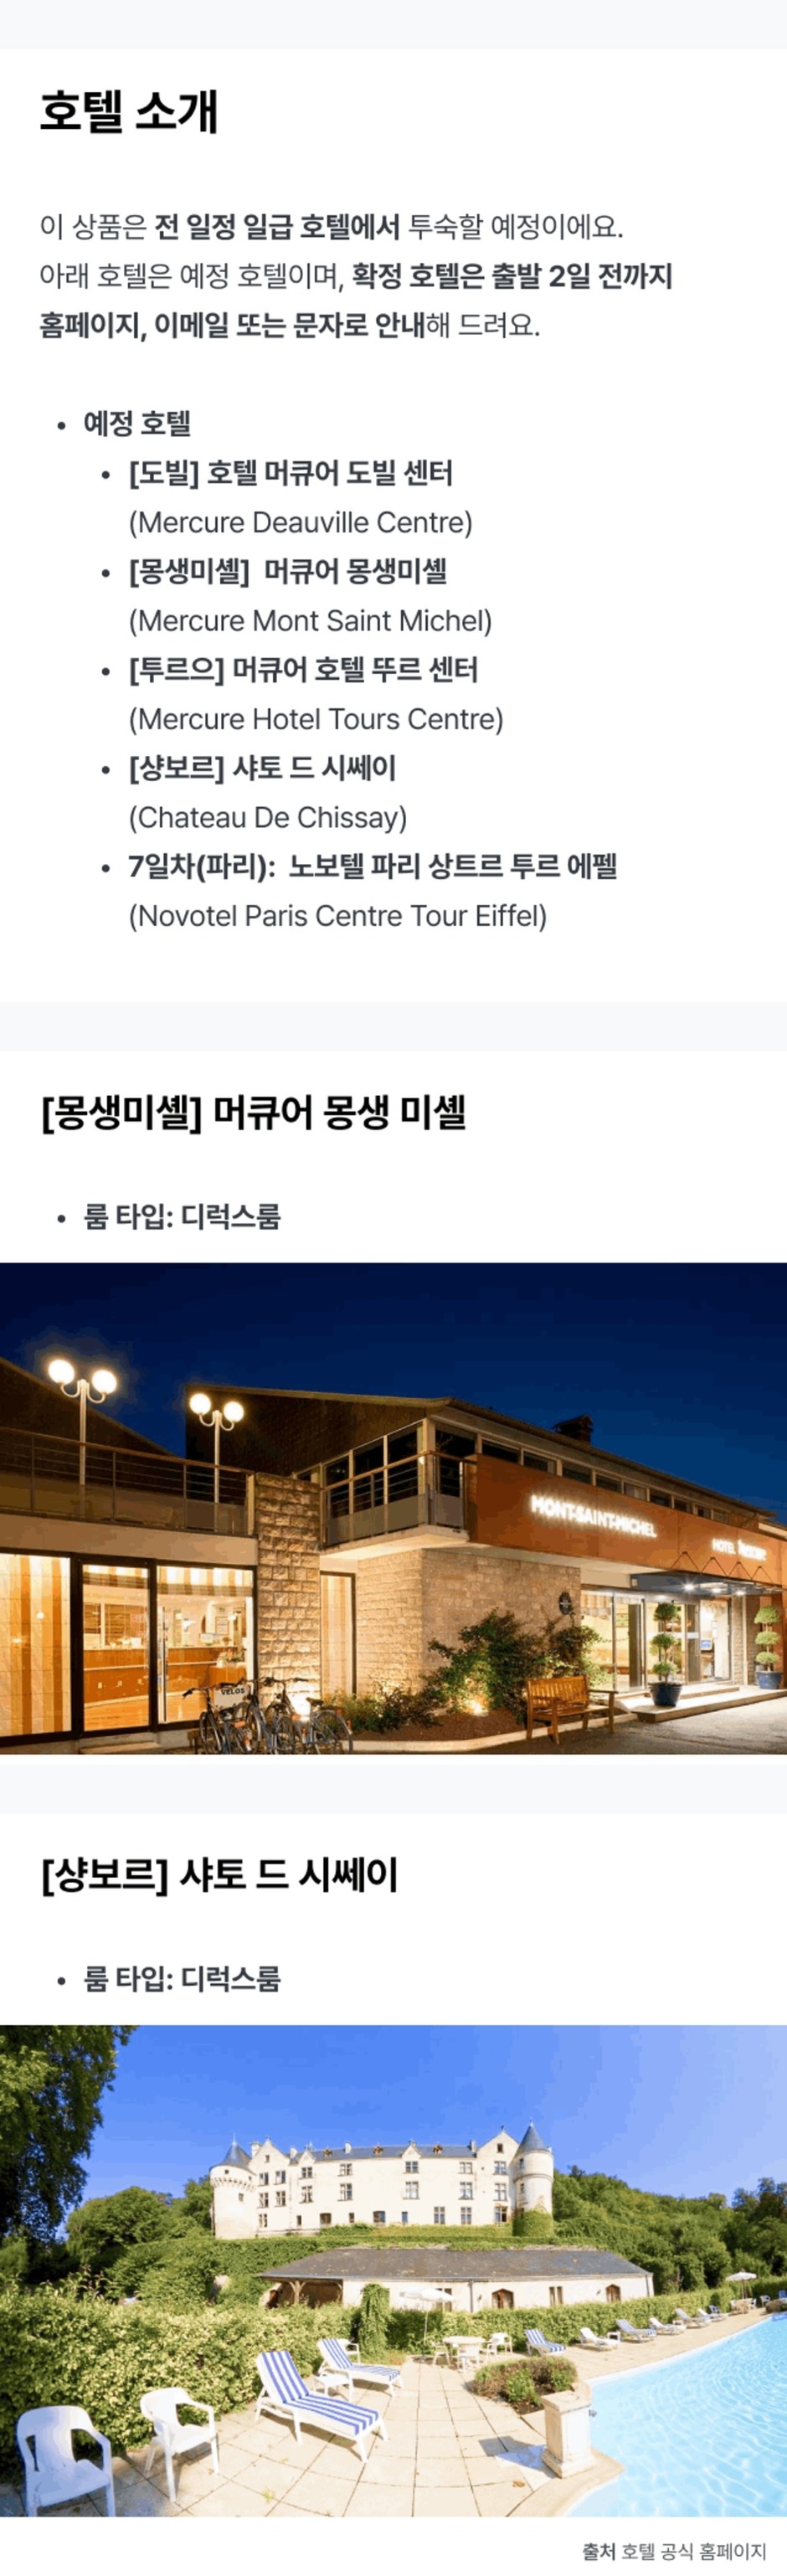 호텔 소개
이 상품은 전 일정 일급 호텔에서 투숙할 예정이에요.
아래 호텔은 예정 호텔이며, 확정 호텔은 출발 2일 전까지
홈페이지, 이메일 또는 문자로 안내해 드려요.
• 예정 호텔
• [도빌] 호텔 머큐어 도빌 센터
(Mercure Deauville Centre)
• [몽생미셸] 머큐어 몽생미셸
(Mercure Mont Saint Michel)
• [투르으] 머큐어 호텔 뚜르 센터
(Mercure Hotel Tours Centre)
• [샹보르] 샤토 드 시쎄이
(Chateau De Chissay)
• 7일차(파리): 노보텔 파리 상트르 투르 에펠
(Novotel Paris Centre Tour Eiffel)
[몽생미셸] 머큐어 몽생 미셸
• 룸 타입: 디럭스룸
MONT-SAINT-MICHEL
HOTEL Mercure
VELOS
[샹보르] 샤토 드 시쎄이
• 룸 타입: 디럭스룸
출처 호텔 공식 홈페이지